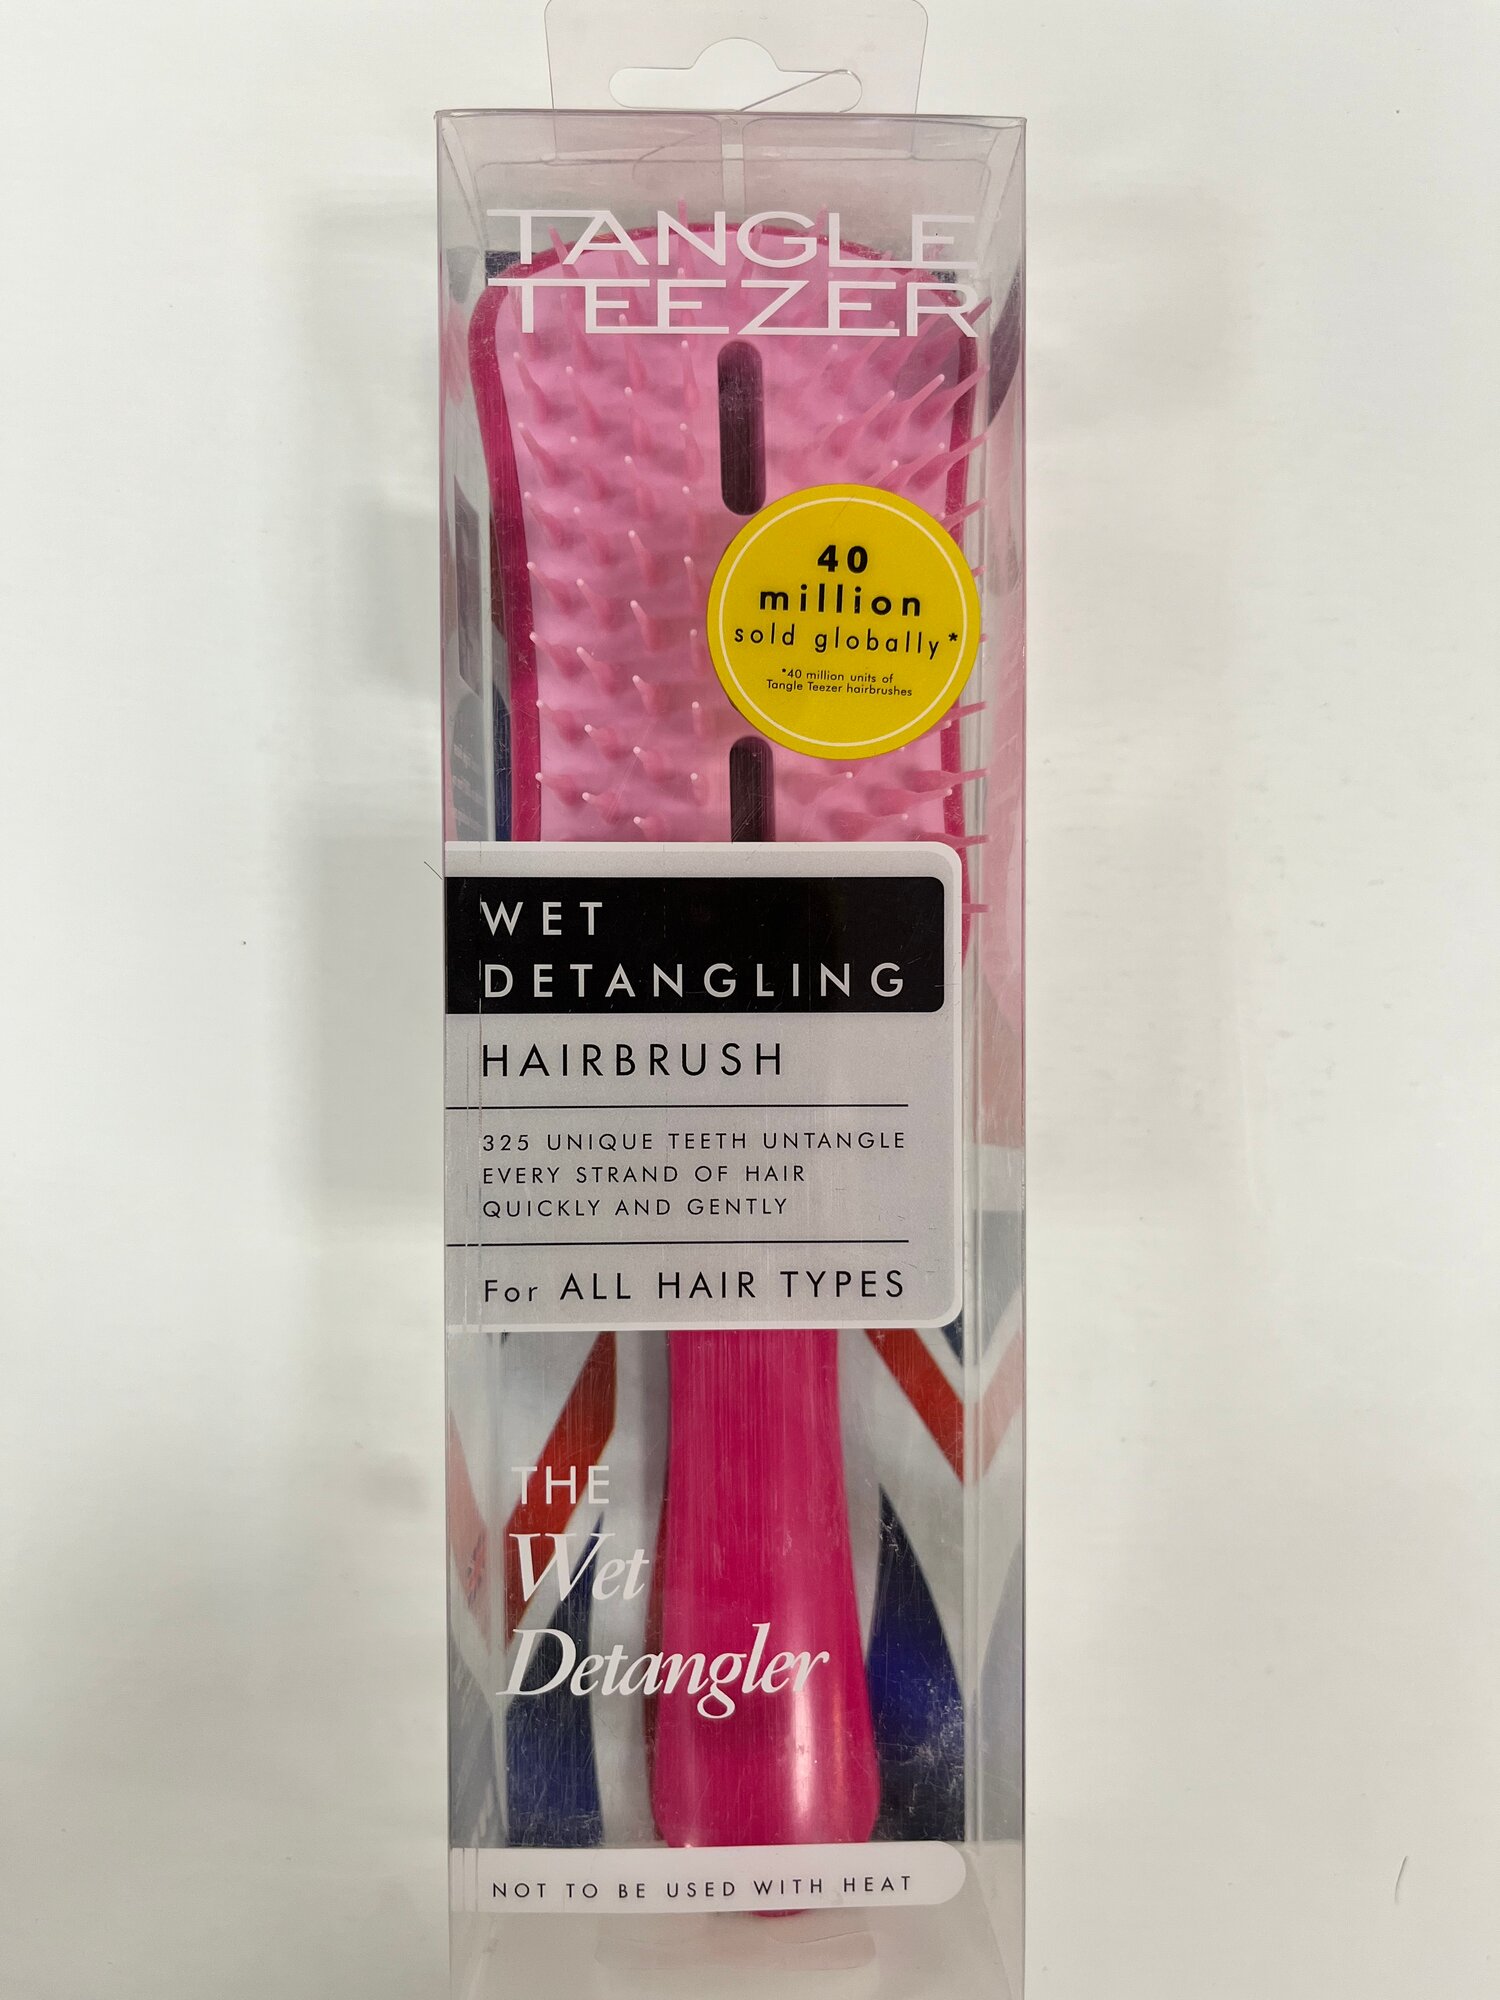 TANGLE
TEEZER
40
million
sold globally*
*40 million units of
Tangle Teezer hairbrushes
WET
DETANGLING
HAIRBRUSH
325 UNIQUE TEETH UNTANGLE
EVERY STRAND OF HAIR
QUICKLY AND GENTLY
For ALL HAIR TYPES
THE
Wet
Detangler
NOT TO BE USED WITH HEAT